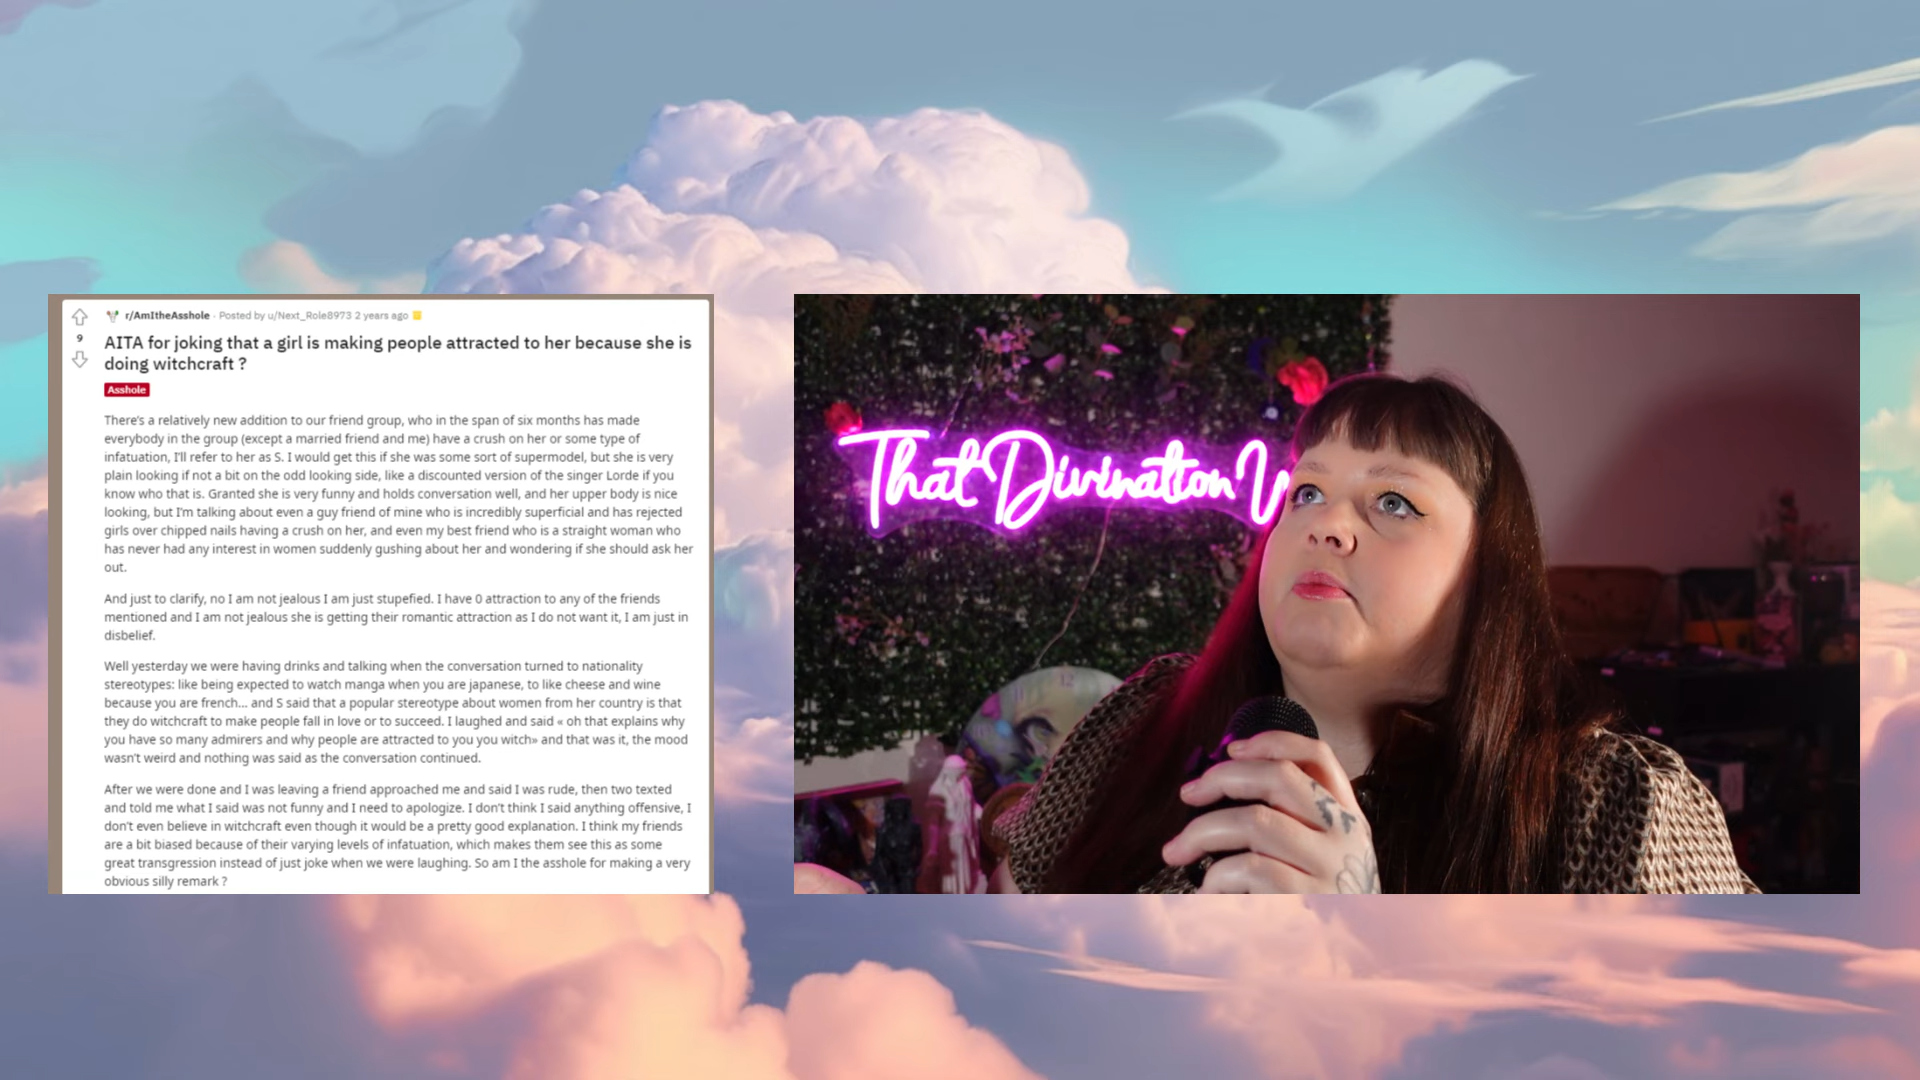 r/AmItheAsshole · Posted by u/Next_Role8973 2 years ago
9
AITA for joking that a girl is making people attracted to her because she is
doing witchcraft ?
Asshole
There's a relatively new addition to our friend group, who in the span of six months has made
everybody in the group (except a married friend and me) have a crush on her or some type of
infatuation, I'll refer to her as S. I would get this if she was some sort of supermodel, but she is very
plain looking if not a bit on the odd looking side, like a discounted version of the singer Lorde if you
know who that is. Granted she is very funny and holds conversation well, and her upper body is nice
looking, but I'm talking about even a guy friend of mine who is incredibly superficial and has rejected
girls over chipped nails having a crush on her, and even my best friend who is a straight woman who
has never had any interest in women suddenly gushing about her and wondering if she should ask her
out.
And just to clarify, no I am not jealous I am just stupefied. I have 0 attraction to any of the friends
mentioned and I am not jealous she is getting their romantic attraction as I do not want it, I am just in
disbelief.
Well yesterday we were having drinks and talking when the conversation turned to nationality
stereotypes: like being expected to watch manga when you are japanese, to like cheese and wine
because you are french... and S said that a popular stereotype about women from her country is that
they do witchcraft to make people fall in love or to succeed. I laughed and said « oh that explains why
you have so many admirers and why people are attracted to you you witch» and that was it, the mood
wasn't weird and nothing was said as the conversation continued.
After we were done and I was leaving a friend approached me and said I was rude, then two texted
and told me what I said was not funny and I need to apologize. I don't think I said anything offensive, I
don't even believe in witchcraft even though it would be a pretty good explanation. I think my friends
are a bit biased because of their varying levels of infatuation, which makes them see this as some
great transgression instead of just joke when we were laughing. So am I the asshole for making a very
obvious silly remark ?
That Divination W
12